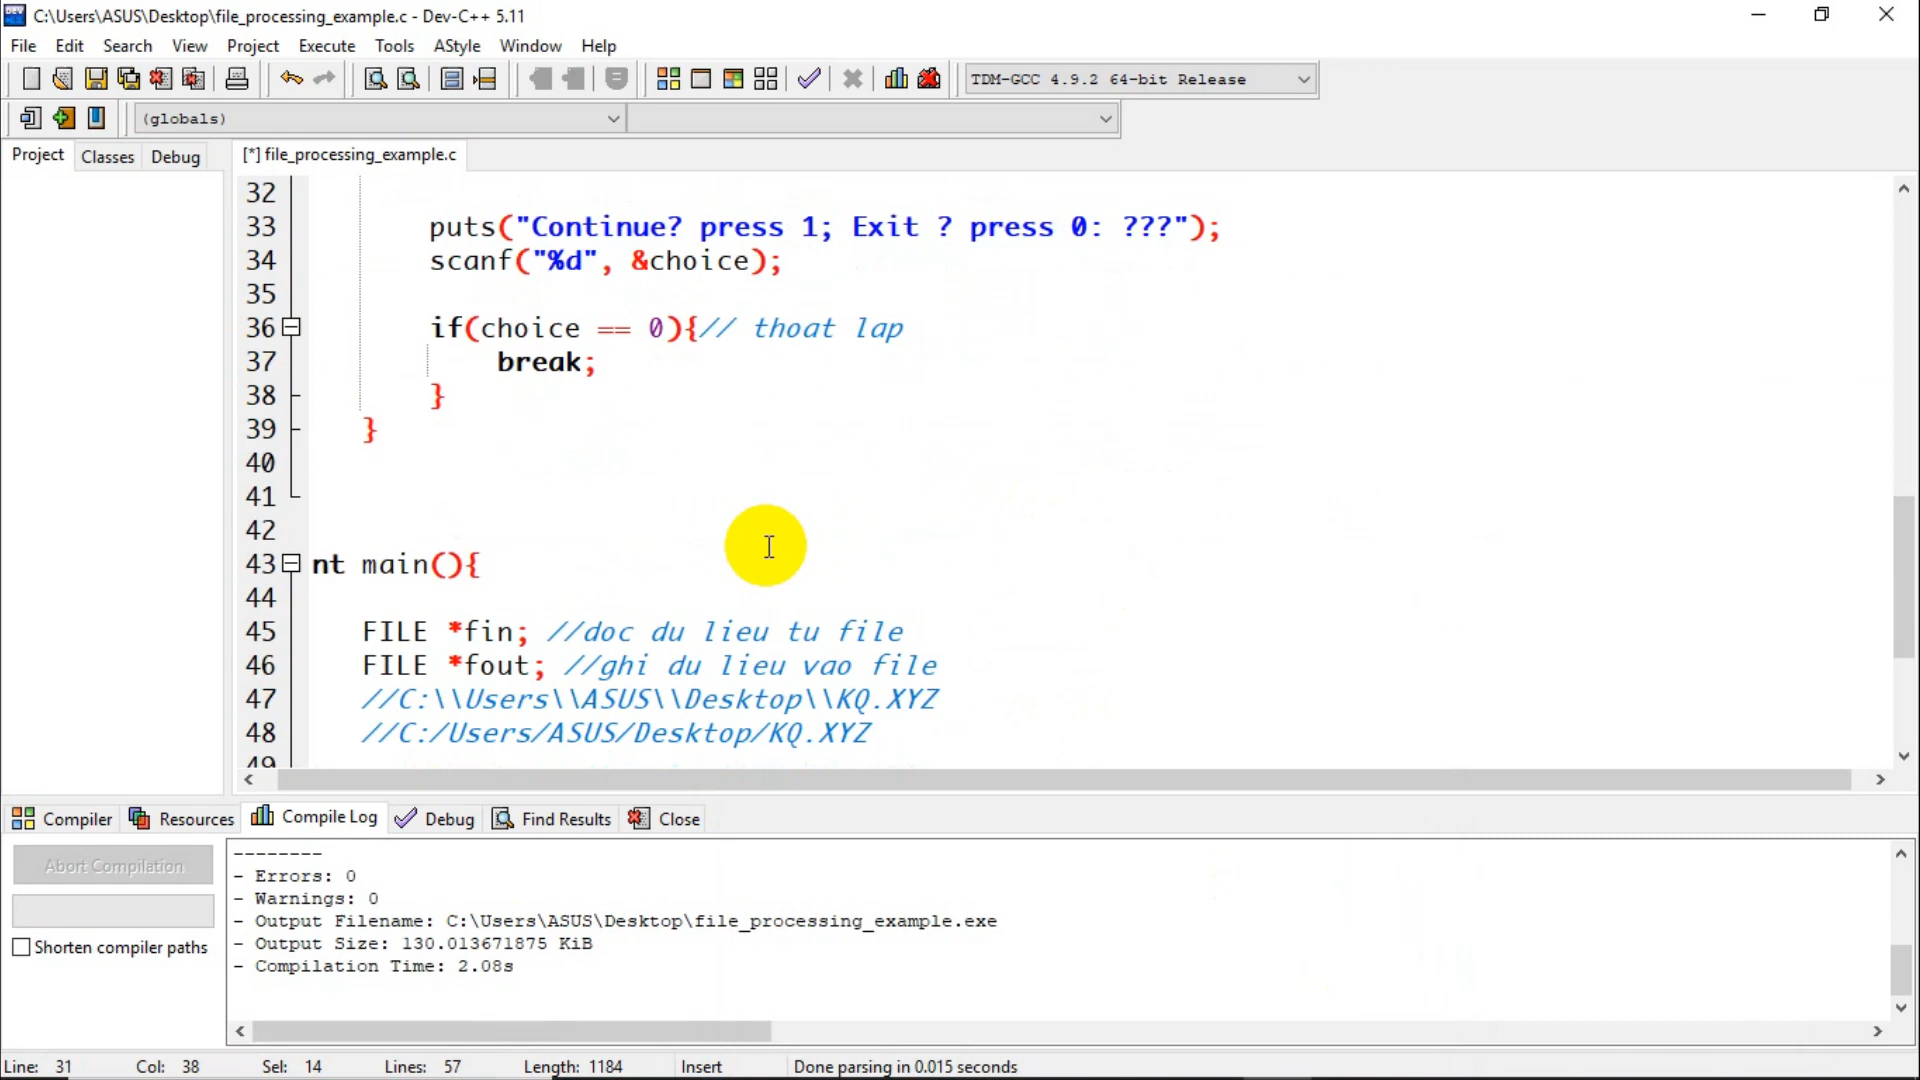 C:\Users\ASUS\Desktop\file_processing_example.c - Dev-C++ 5.11
File Edit Search View Project Execute Tools AStyle Window Help
TDM-GCC 4.9.2 64-bit Release
(globals)
Project Classes Debug [*] file_processing_example.c
32
33 puts("Continue? press 1; Exit ? press 0: ???");
34 scanf("%d", &choice);
35
36 if(choice == 0){// thoat lap
37 break;
38 }
39 }
40
41
42
43 nt main(){
44
45 FILE *fin; //doc du lieu tu file
46 FILE *fout; //ghi du lieu vao file
47 //C:\\Users\\ASUS\\Desktop\\KQ.XYZ
48 //C:/Users/ASUS/Desktop/KQ.XYZ
49
Compiler Resources Compile Log Debug Find Results Close
Abort Compilation
Shorten compiler paths
--------
- Errors: 0
- Warnings: 0
- Output Filename: C:\Users\ASUS\Desktop\file_processing_example.exe
- Output Size: 130.013671875 KiB
- Compilation Time: 2.08s
Line: 31 Col: 38 Sel: 14 Lines: 57 Length: 1184 Insert Done parsing in 0.015 seconds